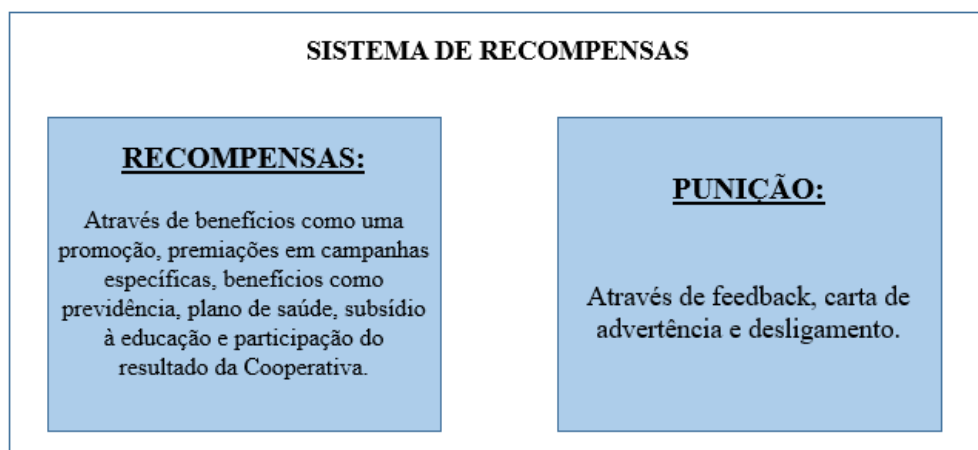 SISTEMA DE RECOMPENSAS
RECOMPENSAS:
Através de benefícios como uma
promoção, premiações em campanhas
específicas, benefícios como
previdência, plano de saúde, subsídio
à educação e participação do
resultado da Cooperativa.
PUNIÇÃO:
Através de feedback, carta de
advertência e desligamento.